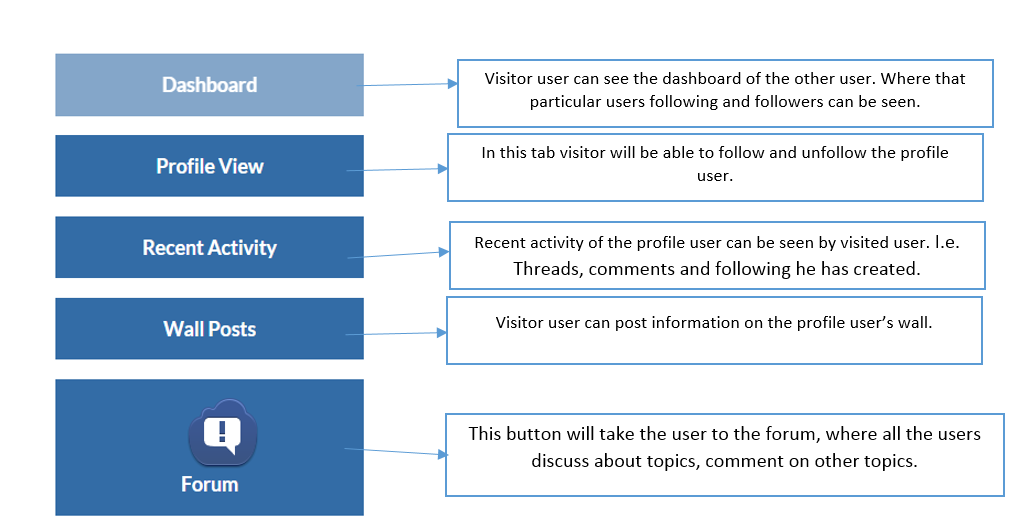 Dashboard
Visitor user can see the dashboard of the other user. Where that
particular users following and followers can be seen.
Profile View
In this tab visitor will be able to follow and unfollow the profile
user.
Recent Activity
Recent activity of the profile user can be seen by visited user. I.e.
Threads, comments and following he has created.
Wall Posts
Visitor user can post information on the profile user’s wall.
Forum
This button will take the user to the forum, where all the users
discuss about topics, comment on other topics.